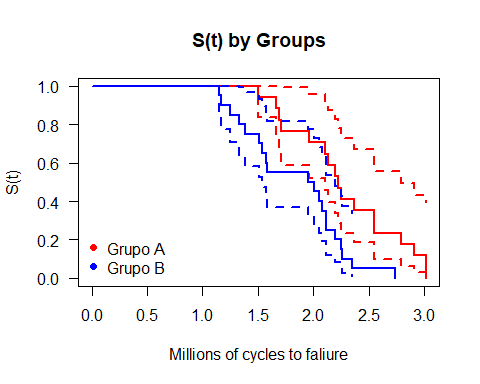 S(t) by Groups
S(t)
1.0
0.8
0.6
0.4
0.2
0.0
Grupo A
Grupo B
0.0 0.5 1.0 1.5 2.0 2.5 3.0
Millions of cycles to faliure